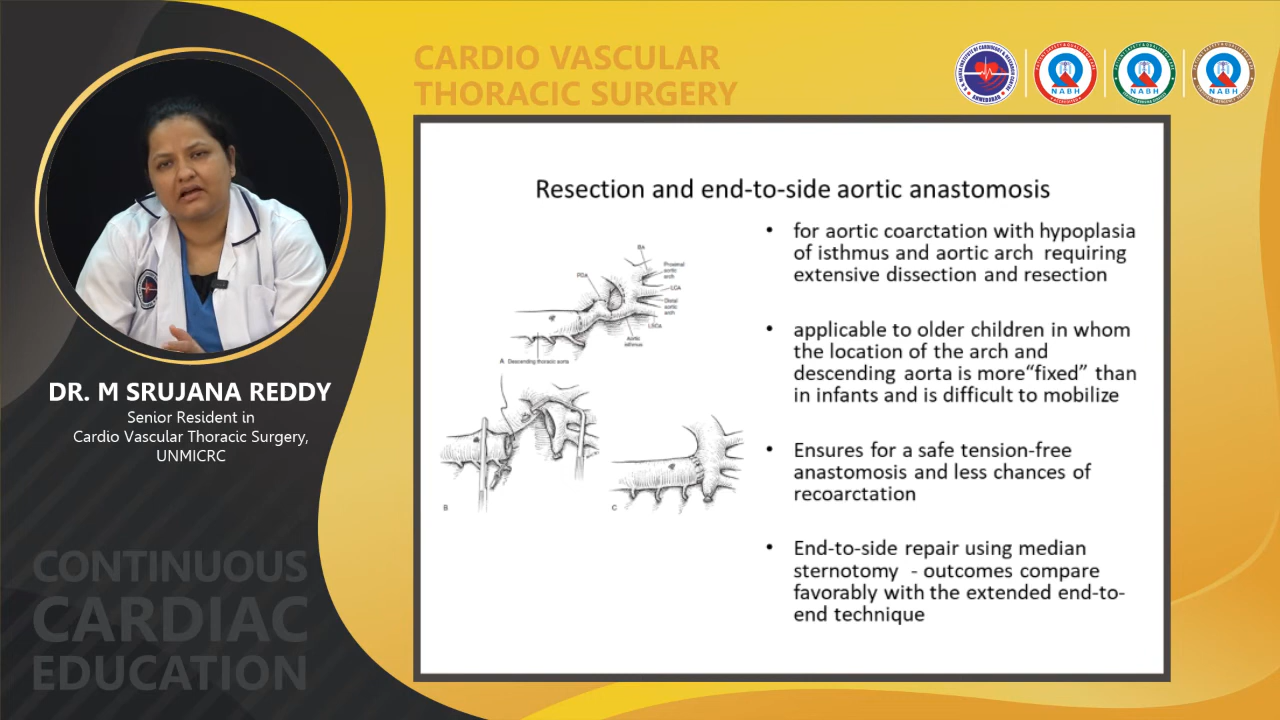 CARDIO VASCULAR
THORACIC SURGERY
NABH
NABH
NABH
DR. M SRUJANA REDDY
Senior Resident in
Cardio Vascular Thoracic Surgery,
UNMICRC
CONTINUOUS
CARDIAC
EDUCATION
Resection and end-to-side aortic anastomosis
BA
PDA
Proximal
aortic
arch
LCA
Distal
aortic
arch
LSCA
Aortic
isthmus
A Descending thoracic aorta
B
C
• for aortic coarctation with hypoplasia
of isthmus and aortic arch requiring
extensive dissection and resection
• applicable to older children in whom
the location of the arch and
descending aorta is more“fixed” than
in infants and is difficult to mobilize
• Ensures for a safe tension-free
anastomosis and less chances of
recoarctation
• End-to-side repair using median
sternotomy - outcomes compare
favorably with the extended end-to-
end technique